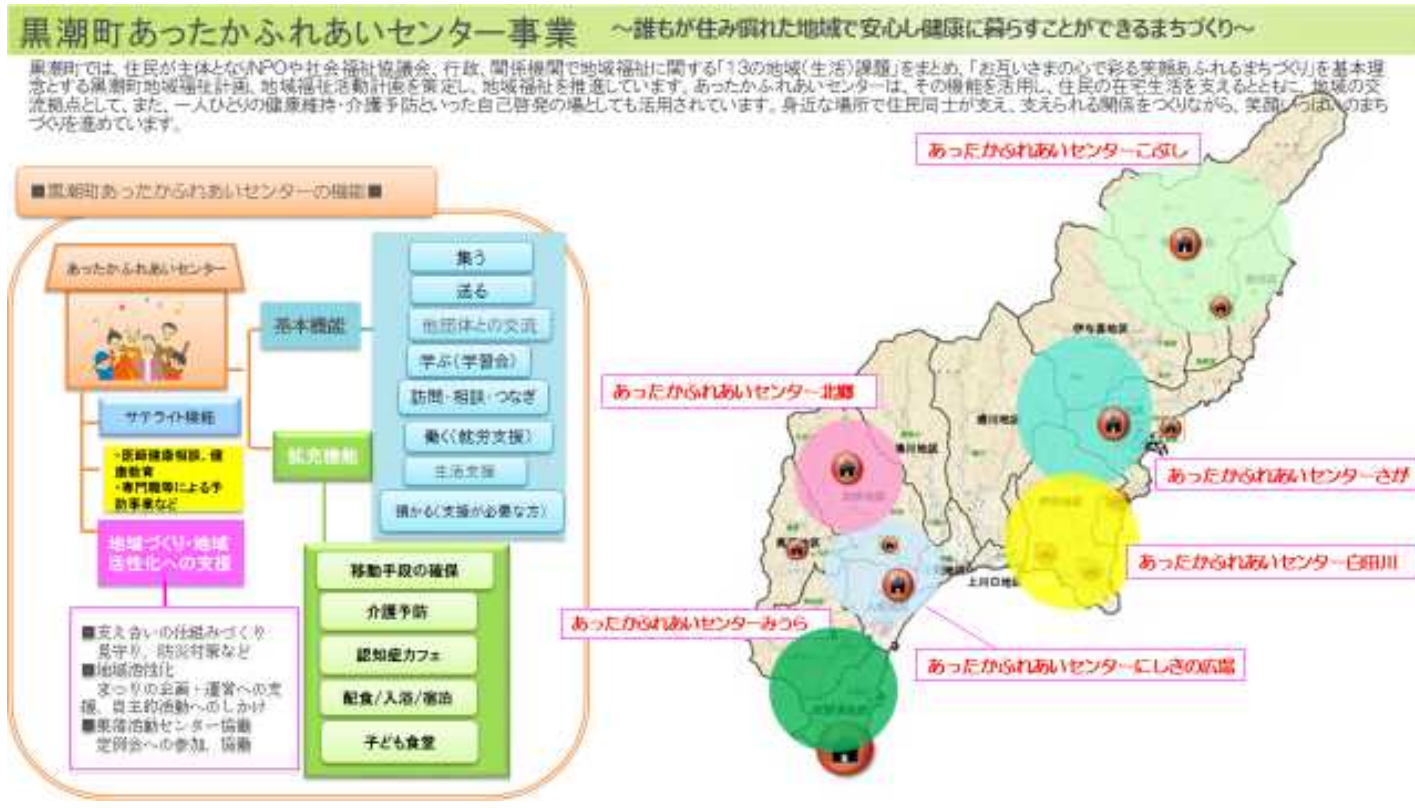 黒潮町あったかふれあいセンター事業 ～誰もが住み慣れた地域で安心し健康に暮らすことができるまちづくり～
黒潮町では、住民が主体となりNPOや社会福祉協議会、行政、関係機関で地域福祉に関する「13の地域(生活)課題」をまとめ、「お互いさまの心で彩る笑顔あふれるまちづくり」を基本理
念とする黒潮町地域福祉計画、地域福祉活動計画を策定し、地域福祉を推進しています。あったかふれあいセンターは、その機能を活用し、住民の在宅生活を支えるとともに、地域の交
流拠点として、また、一人ひとりの健康維持・介護予防といった自己啓発の場としても活用されています。身近な場所で住民同士が支え、支えられる関係をつくりながら、笑顔いっぱいのまち
づくりを進めています。
■黒潮町あったかふれあいセンターの機能■
あったかふれあいセンター
サテライト機能
・医師健康相談、健
康教育
・専門職等による予
防事業など
地域づくり・地域
活性化への支援
■支え合いの仕組みづくり
見守り、防災対策など
■地域活性化
まつりの企画・運営への支
援、自主的活動へのしかけ
■集落活動センター協働
定例会への参加、協働
基本機能
集う
送る
他団体との交流
学ぶ(学習会)
訪問・相談・つなぎ
働く(就労支援)
生活支援
預かる(支援が必要な方)
拡充機能
移動手段の確保
介護予防
認知症カフェ
配食/入浴/宿泊
子ども食堂
あったかふれあいセンターこぶし
あったかふれあいセンター北郷
あったかふれあいセンターさが
あったかふれあいセンター白田川
あったかふれあいセンターみうら
あったかふれあいセンターにしきの広場
伊与喜地区
上川口地区